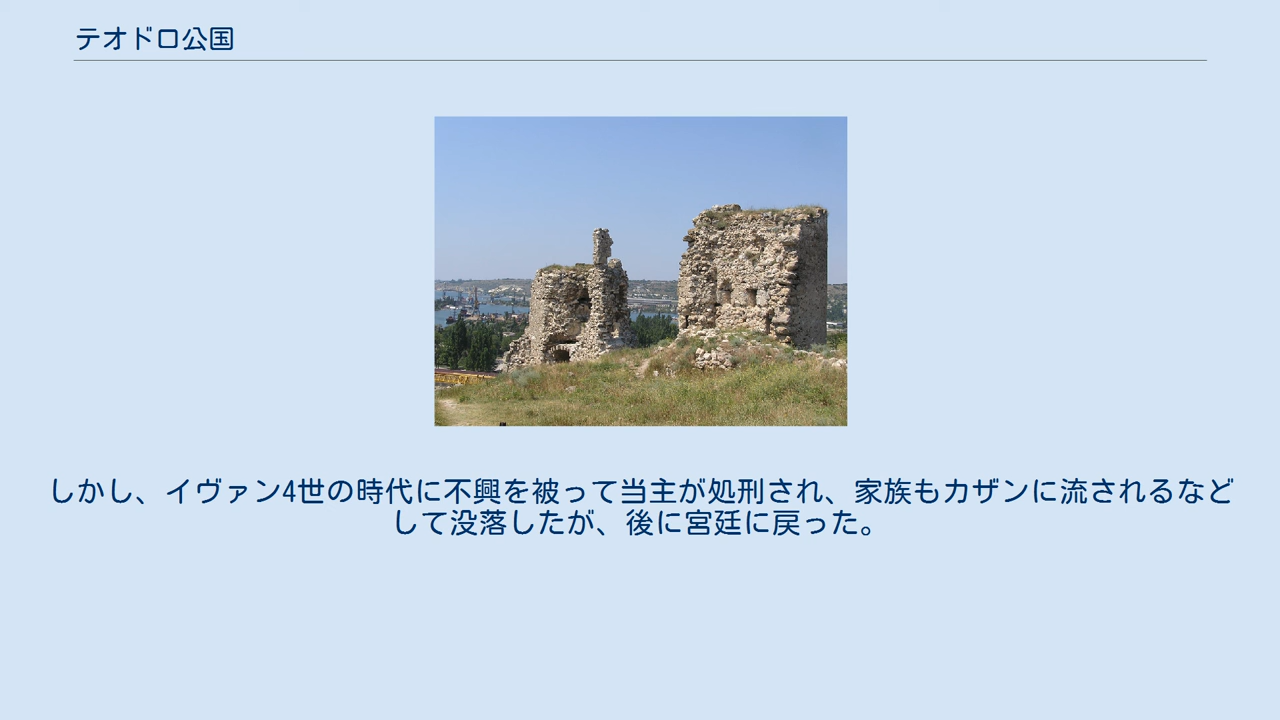 テオドロ公国
しかし、イヴァン4世の時代に不興を被って当主が処刑され、家族もカザンに流されるなど
して没落したが、後に宮廷に戻った。